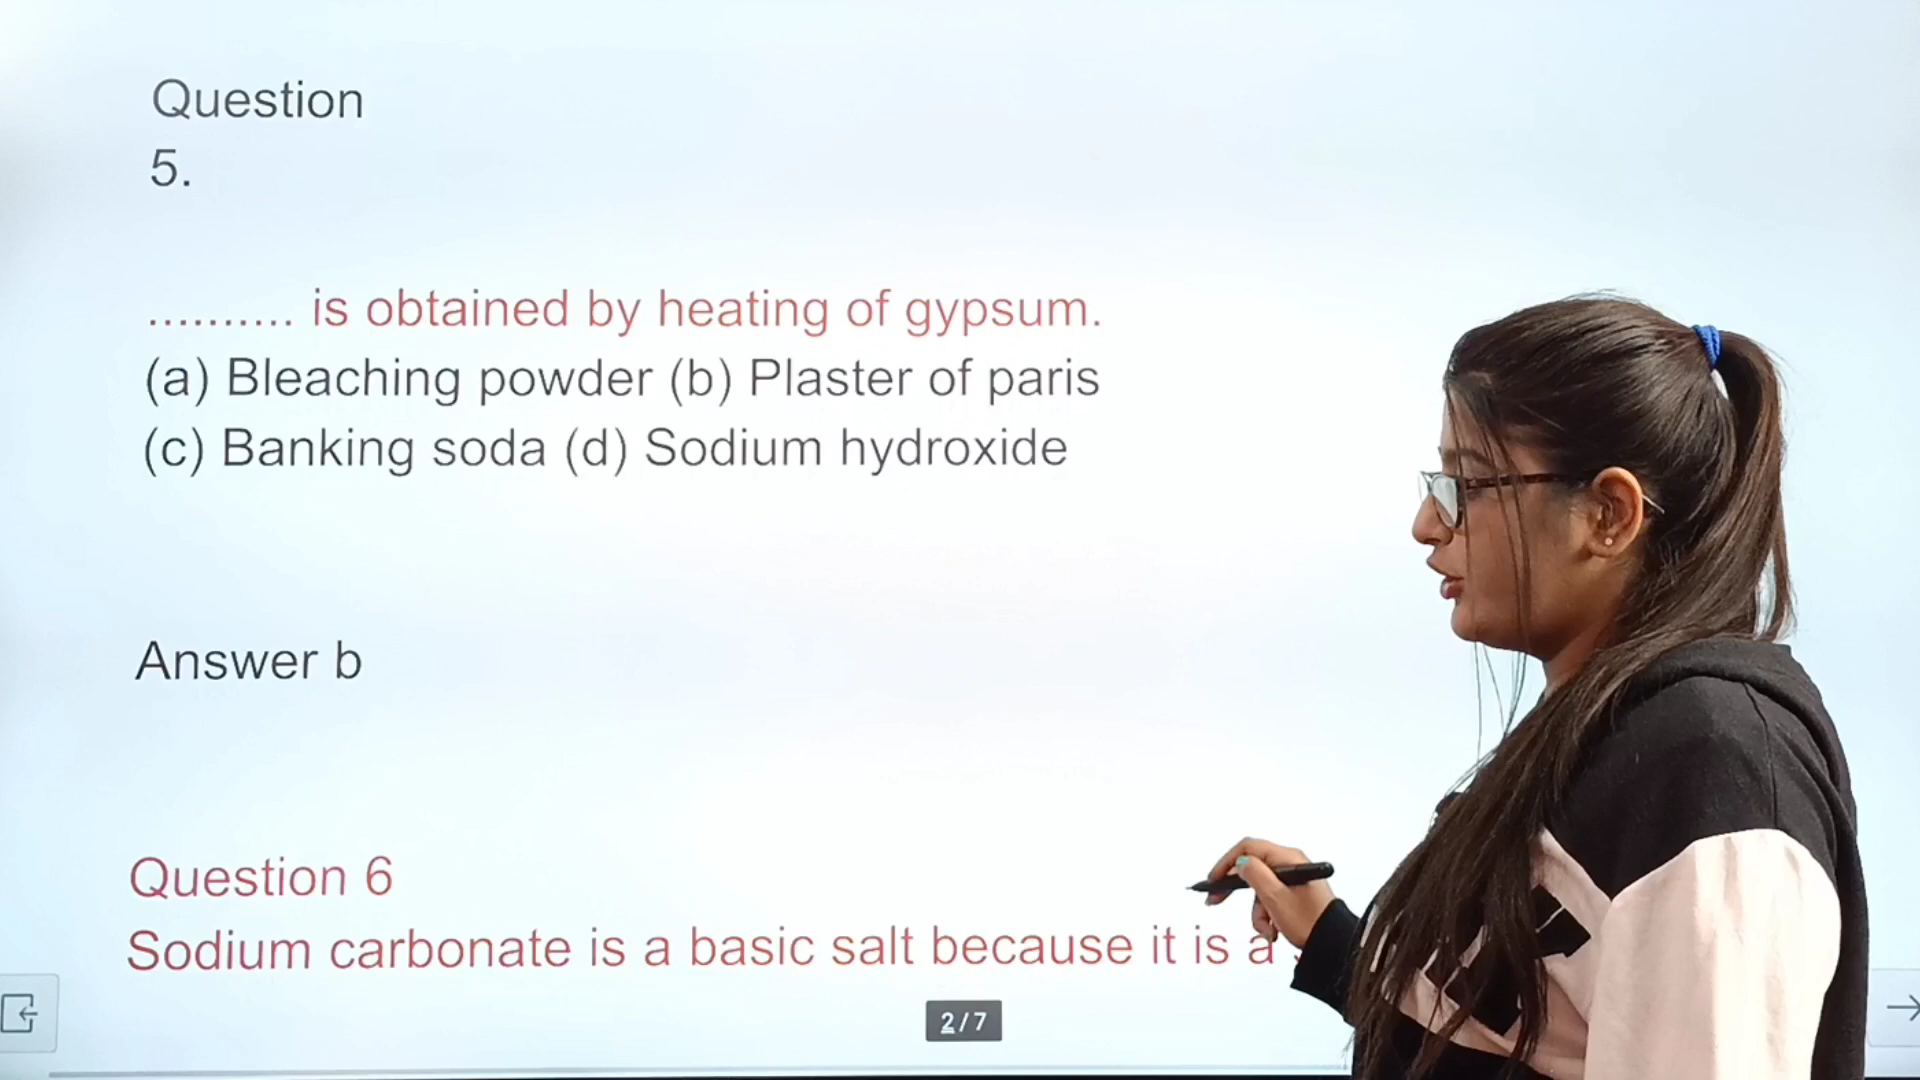 Question
5.
.......... is obtained by heating of gypsum.
(a) Bleaching powder (b) Plaster of paris
(c) Banking soda (d) Sodium hydroxide
Answer b
Question 6
Sodium carbonate is a basic salt because it is a
2/7